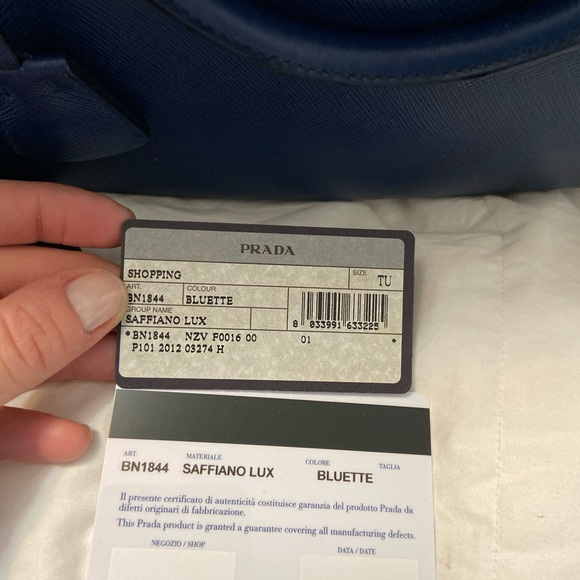 PRADA
SHOPPING SIZE TU
ART. COLOUR
BN1844 BLUETTE
GROUP NAME
SAFFIANO LUX
8 033991 633225
*BN1844 NZV F0016 00 01 *
P101 2012 03274 H
ART. MATERIALE COLORE TAGLIA
BN1844 SAFFIANO LUX BLUETTE
Il presente certificato di autenticità costituisce garanzia del prodotto Prada da
difetti originari di fabbricazione.
This Prada product is granted a guarantee covering all manufacturing defects.
NEGOZIO / SHOP DATA / DATE